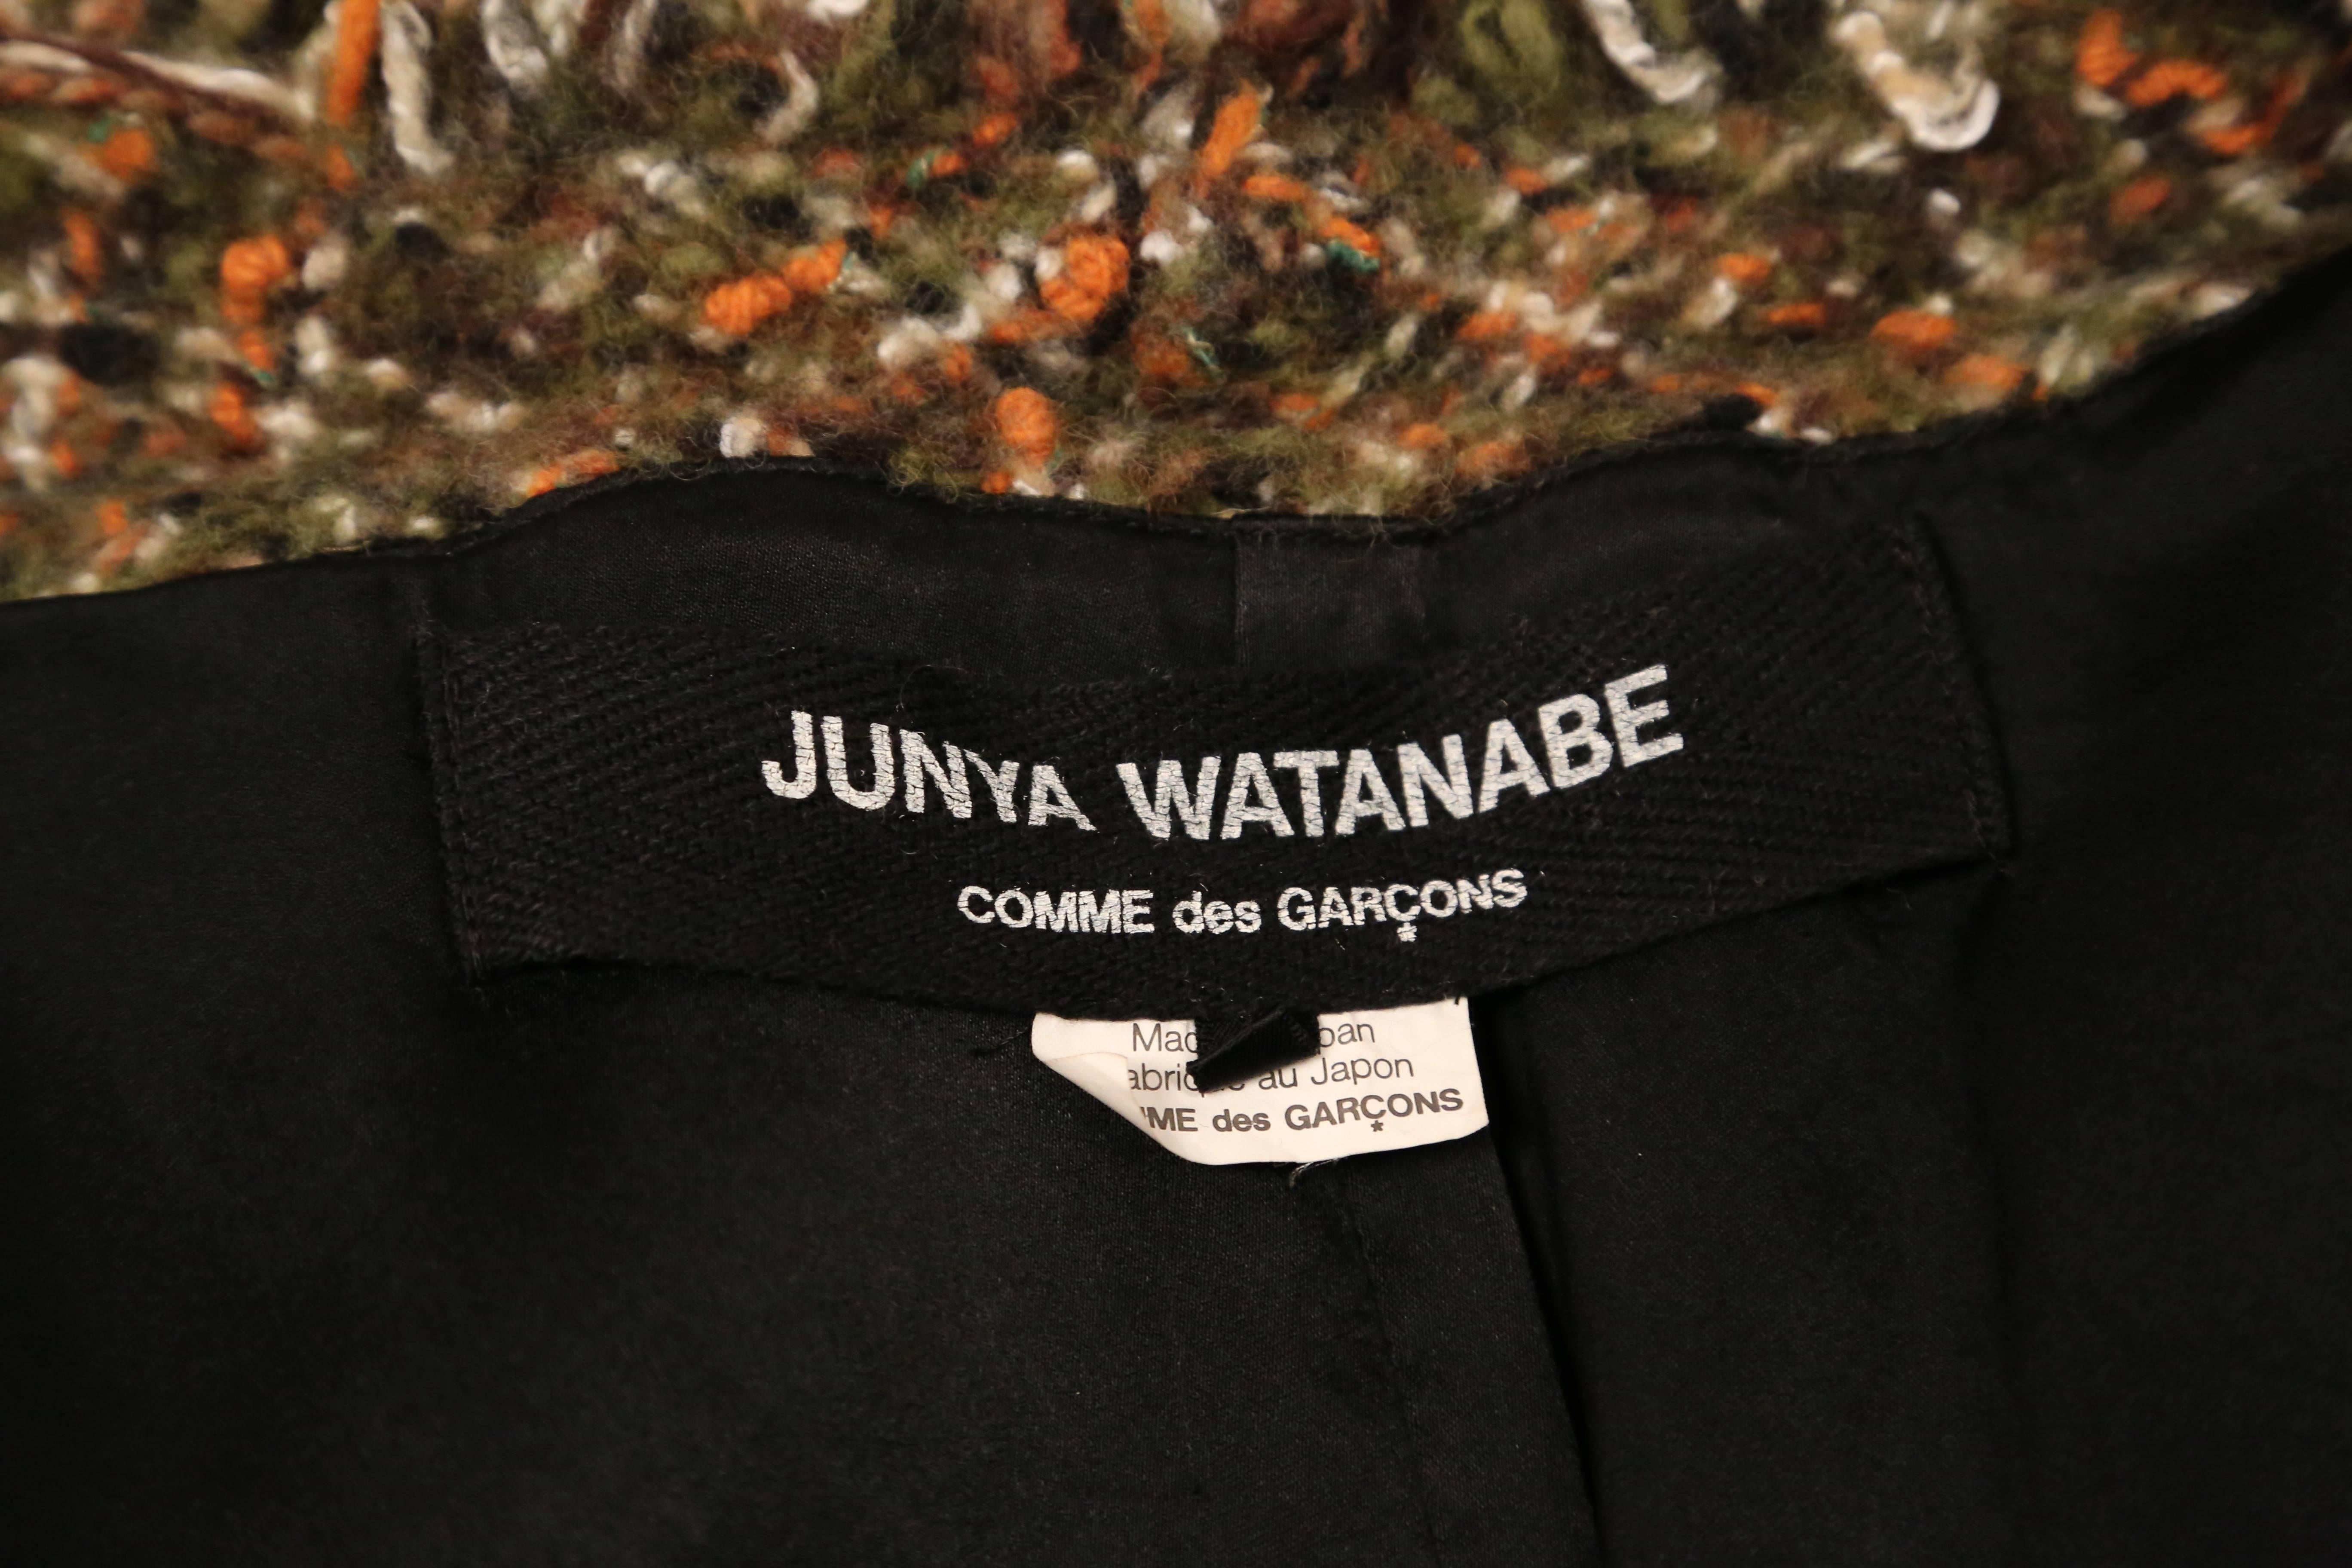 JUNYA WATANABE
COMME des GARÇONS
au Japon
des GARÇONS